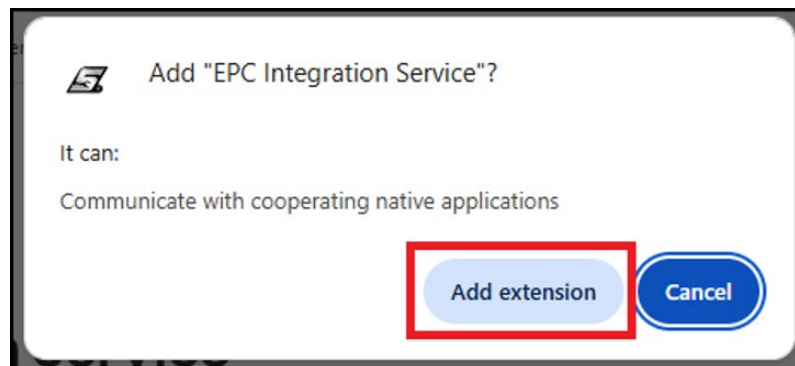 Add "EPC Integration Service"?
It can:
Communicate with cooperating native applications
Add extension
Cancel